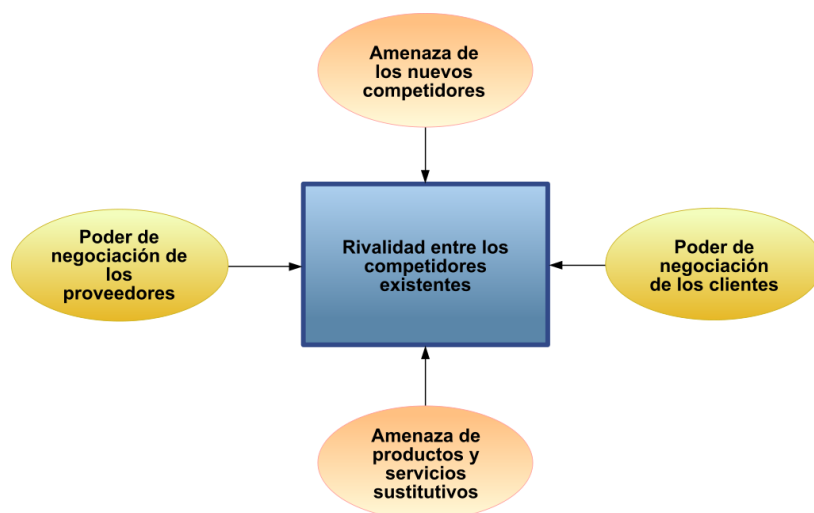 Amenaza de
los nuevos
competidores
Poder de
negociación de
los
proveedores
Rivalidad entre los
competidores
existentes
Poder de
negociación
de los clientes
Amenaza de
productos y
servicios
sustitutivos